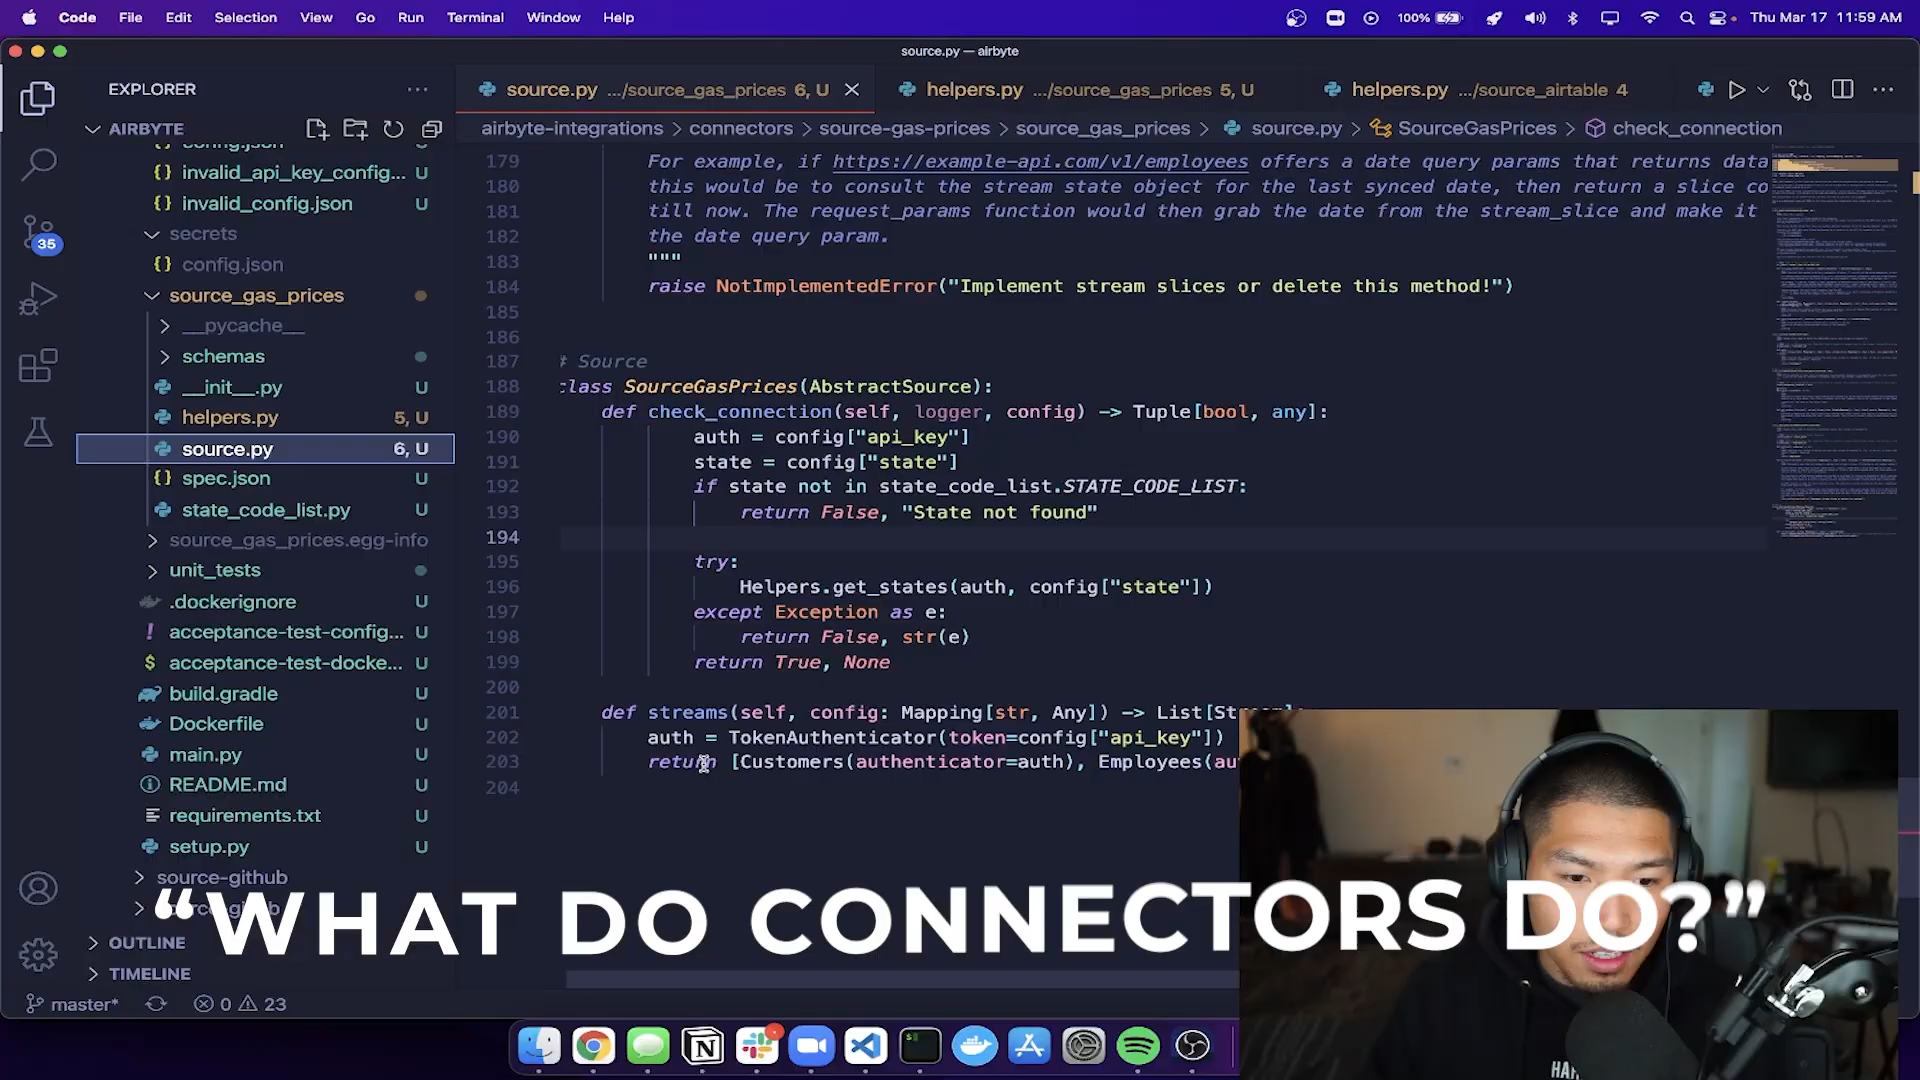 Code File Edit Selection View Go Run Terminal Window Help 100% Thu Mar 17 11:59 AM
source.py — airbyte
EXPLORER
AIRBYTE
config.json
invalid_api_key_config... U
invalid_config.json U
secrets
config.json
source_gas_prices
__pycache__
schemas
__init__.py U
helpers.py 5, U
source.py 6, U
spec.json U
state_code_list.py U
source_gas_prices.egg-info
unit_tests
.dockerignore U
acceptance-test-config... U
acceptance-test-docke... U
build.gradle U
Dockerfile U
main.py U
README.md U
requirements.txt U
setup.py U
source-github
OUTLINE
TIMELINE
35
source.py .../source_gas_prices 6, U
helpers.py .../source_gas_prices 5, U
helpers.py .../source_airtable 4
airbyte-integrations > connectors > source-gas-prices > source_gas_prices > source.py > SourceGasPrices > check_connection
179 For example, if https://example-api.com/v1/employees offers a date query params that returns data
180 this would be to consult the stream state object for the last synced date, then return a slice co
181 till now. The request_params function would then grab the date from the stream_slice and make it
182 the date query param.
183 """
184 raise NotImplementedError("Implement stream slices or delete this method!")
185
186
187 # Source
188 class SourceGasPrices(AbstractSource):
189 def check_connection(self, logger, config) -> Tuple[bool, any]:
190 auth = config["api_key"]
191 state = config["state"]
192 if state not in state_code_list.STATE_CODE_LIST:
193 return False, "State not found"
194
195 try:
196 Helpers.get_states(auth, config["state"])
197 except Exception as e:
198 return False, str(e)
199 return True, None
200
201 def streams(self, config: Mapping[str, Any]) -> List[Stream]:
202 auth = TokenAuthenticator(token=config["api_key"])
203 return [Customers(authenticator=auth), Employees(au
204
“WHAT DO CONNECTORS DO?”
master* 0 23